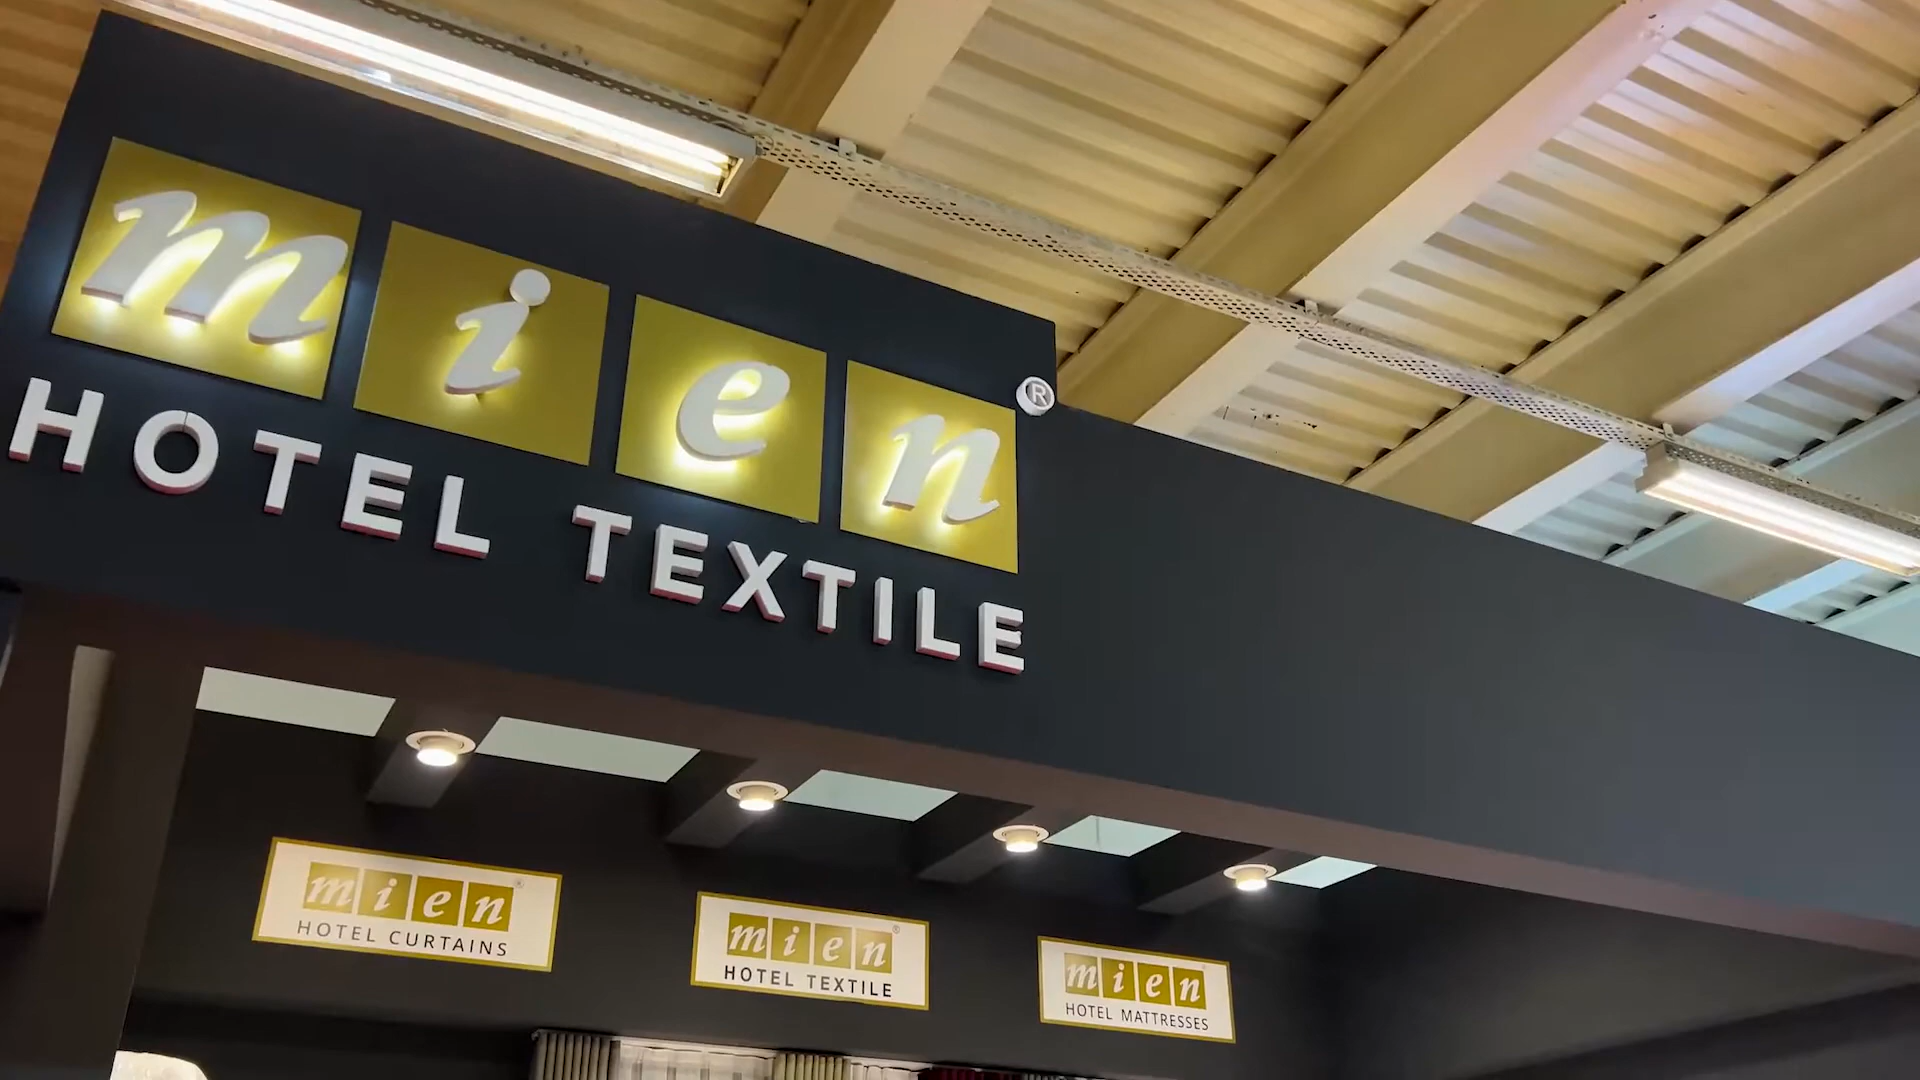 mien®
HOTEL TEXTILE
mien®
HOTEL CURTAINS
mien®
HOTEL TEXTILE
mien
HOTEL MATTRESSES